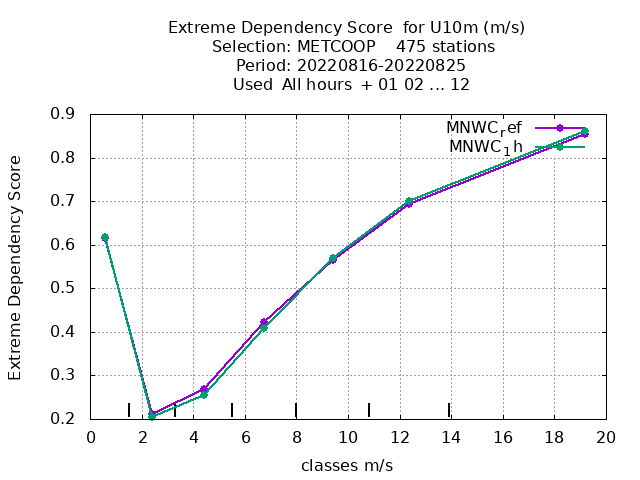 Extreme Dependency Score  for U10m (m/s)
Selection: METCOOP    475 stations
Period: 20220816-20220825
Used  All hours  + 01 02 ... 12
MNWCref
MNWC1h
Extreme Dependency Score
0.9
0.8
0.7
0.6
0.5
0.4
0.3
0.2
0 2 4 6 8 10 12 14 16 18 20
classes m/s